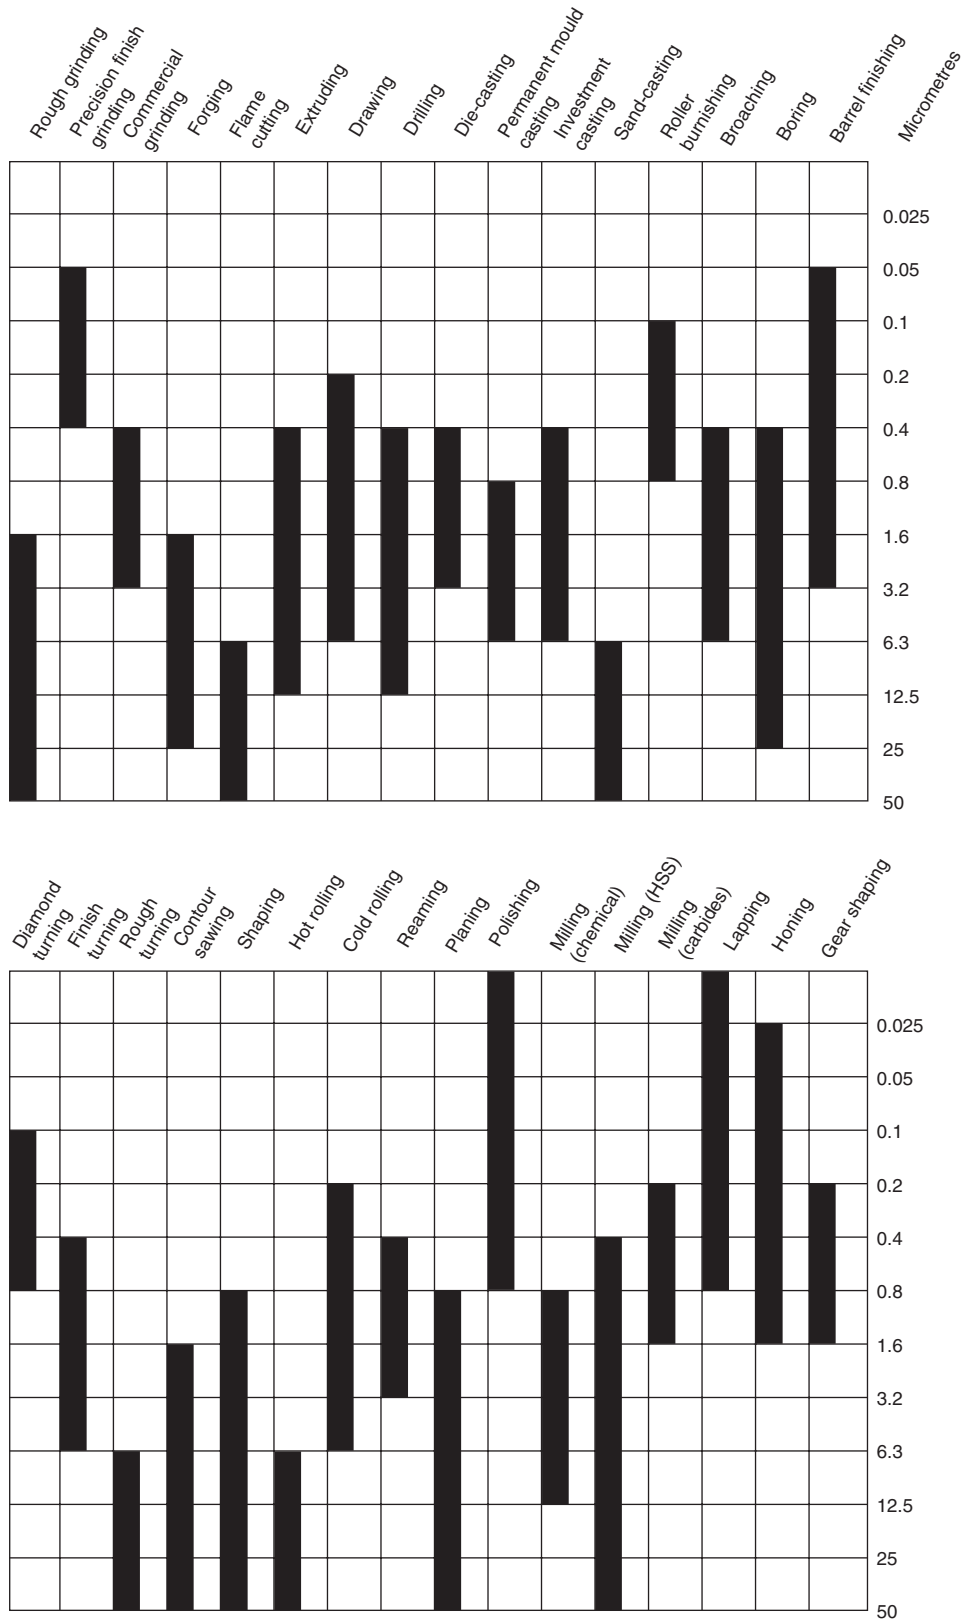 Rough grinding
Precision finish
grinding
Commercial
grinding
Forging
Flame
cutting
Extruding
Drawing
Drilling
Die-casting
Permanent mould
casting
Investment
casting
Sand-casting
Roller
burnishing
Broaching
Boring
Barrel finishing
Micrometres
0.025
0.05
0.1
0.2
0.4
0.8
1.6
3.2
6.3
12.5
25
50
Diamond
turning
Finish
turning
Rough
turning
Contour
sawing
Shaping
Hot rolling
Cold rolling
Reaming
Planing
Polishing
Milling
(chemical)
Milling (HSS)
Milling
(carbides)
Lapping
Honing
Gear shaping
0.025
0.05
0.1
0.2
0.4
0.8
1.6
3.2
6.3
12.5
25
50